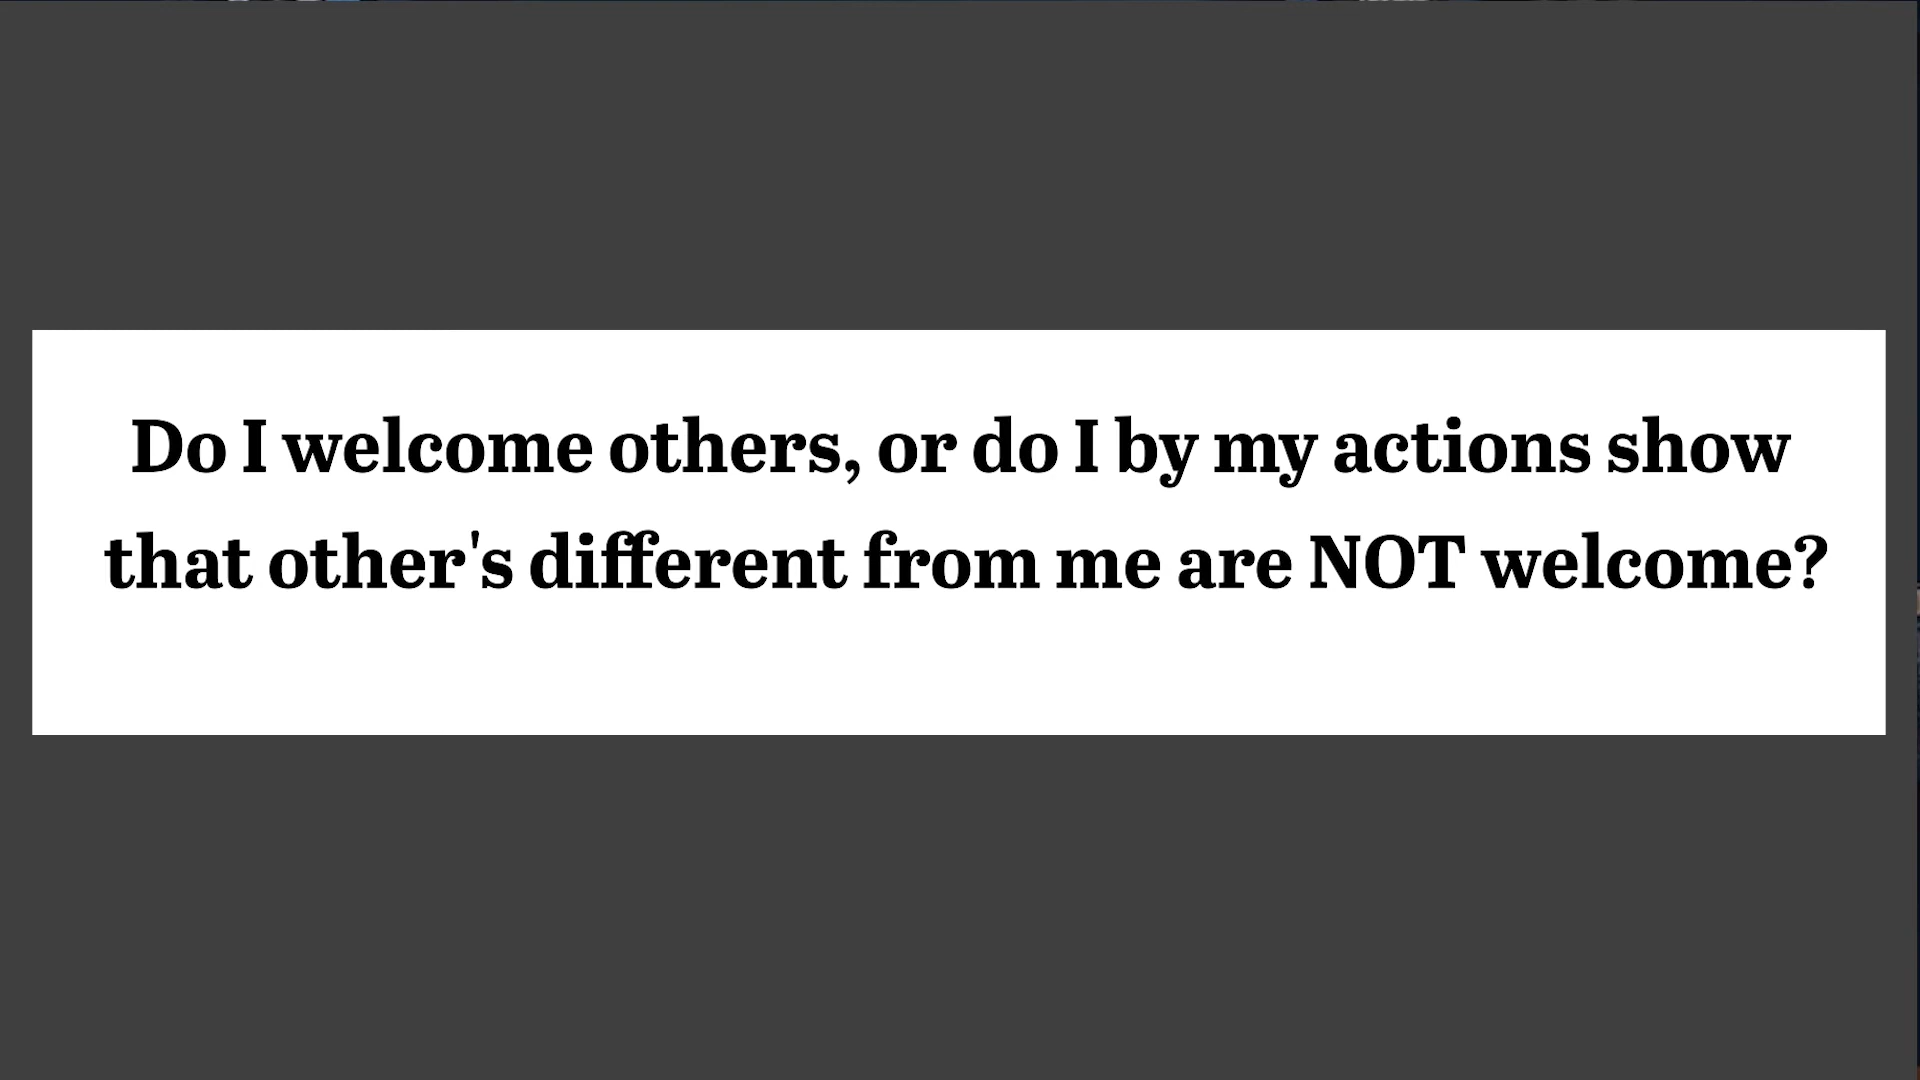 Do I welcome others, or do I by my actions show
that other's different from me are NOT welcome?